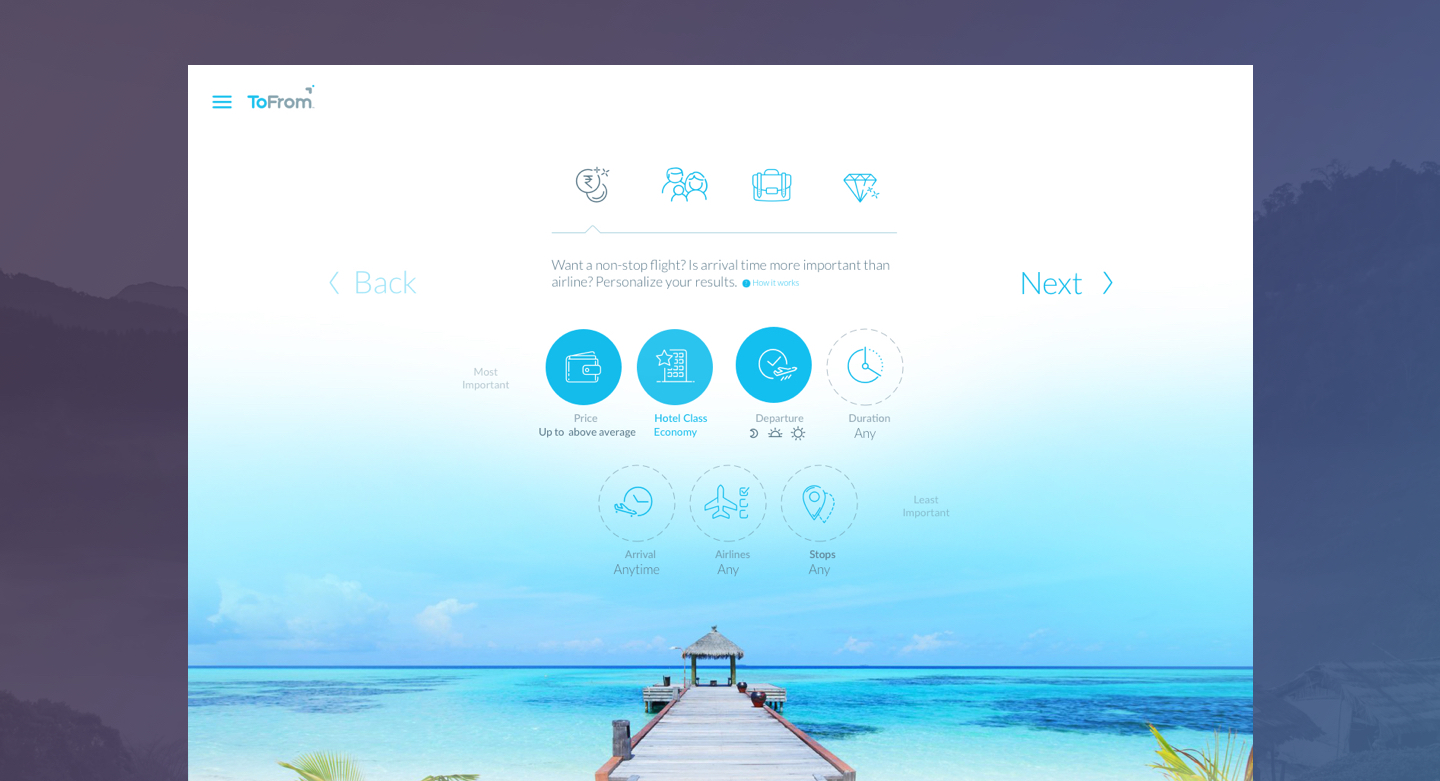 ToFrom
Want a non-stop flight? Is arrival time more important than
airline? Personalize your results. How it works
Back
Next
Most
Important
Price
Up to above average
Hotel Class
Economy
Departure
Duration
Any
Least
Important
Arrival
Anytime
Airlines
Any
Stops
Any